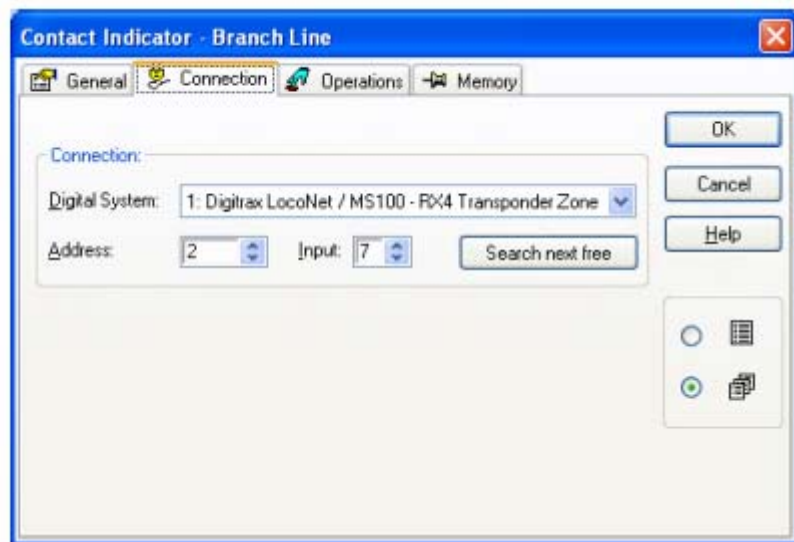 Contact Indicator - Branch Line
General Connection Operations Memory
OK
Connection:
Digital System: 1: Digitrax LocoNet / MS100 - RX4 Transponder Zone
Cancel
Address: 2 Input: 7 Search next free
Help